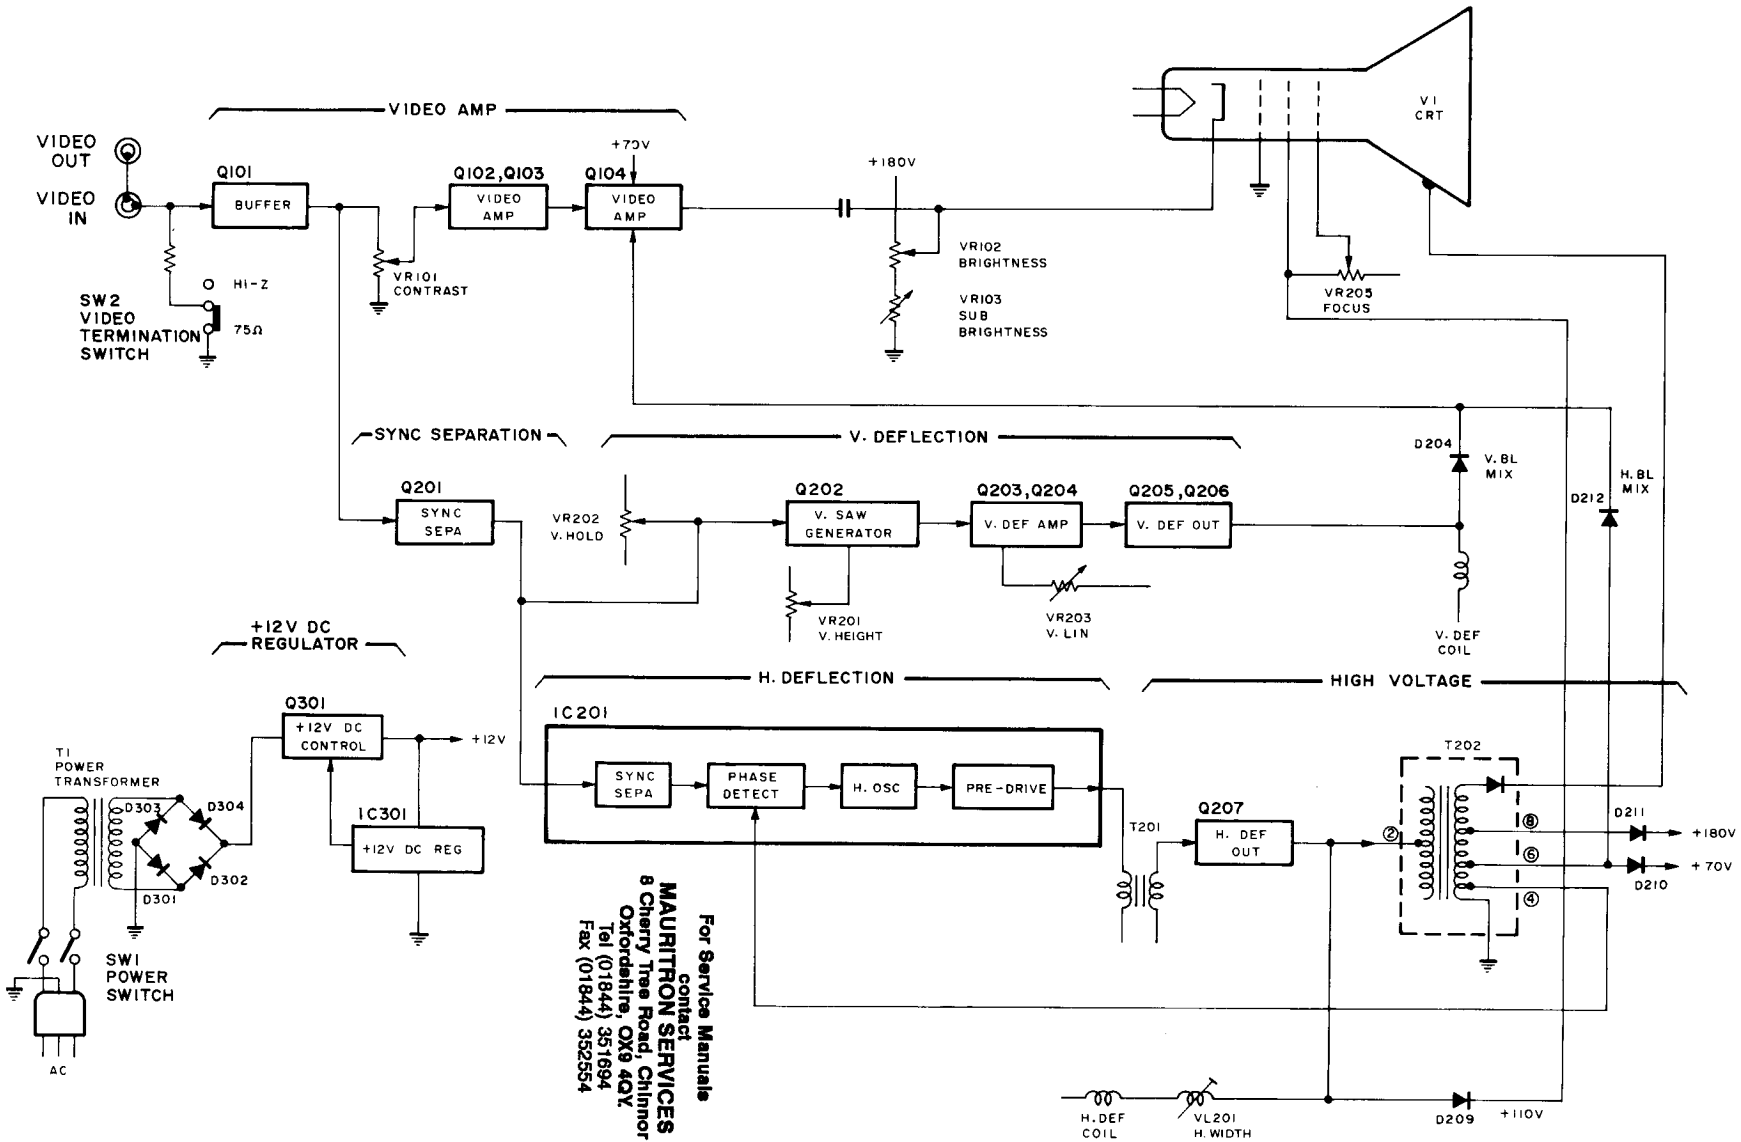 VIDEO AMP
VIDEO
OUT
VIDEO
IN
Q101
BUFFER
Q102,Q103
VIDEO
AMP
+70V
Q104
VIDEO
AMP
+180V
V1
CRT
VR101
CONTRAST
VR102
BRIGHTNESS
VR103
SUB
BRIGHTNESS
VR205
FOCUS
HI-Z
75Ω
SW2
VIDEO
TERMINATION
SWITCH
SYNC SEPARATION
V. DEFLECTION
Q201
SYNC
SEPA
VR202
V. HOLD
Q202
V. SAW
GENERATOR
Q203,Q204
V. DEF AMP
Q205,Q206
V. DEF OUT
D204
V. BL
MIX
D212
H. BL
MIX
VR201
V. HEIGHT
VR203
V. LIN
V. DEF
COIL
+12V DC
REGULATOR
Q301
+12V DC
CONTROL
+12V
IC301
+12V DC REG
T1
POWER
TRANSFORMER
D303
D304
D301
D302
SW1
POWER
SWITCH
AC
H. DEFLECTION
IC201
SYNC
SEPA
PHASE
DETECT
H. OSC
PRE-DRIVE
HIGH VOLTAGE
T201
Q207
H. DEF
OUT
T202
2
8
6
4
D211
+180V
D210
+70V
H. DEF
COIL
VL201
H. WIDTH
D209
+110V
For Service Manuals
contact
MAURITRON SERVICES
8 Cherry Tree Road, Chinnor
Oxfordshire, OX9 4QY.
Tel (01844) 351694
Fax (01844) 352554